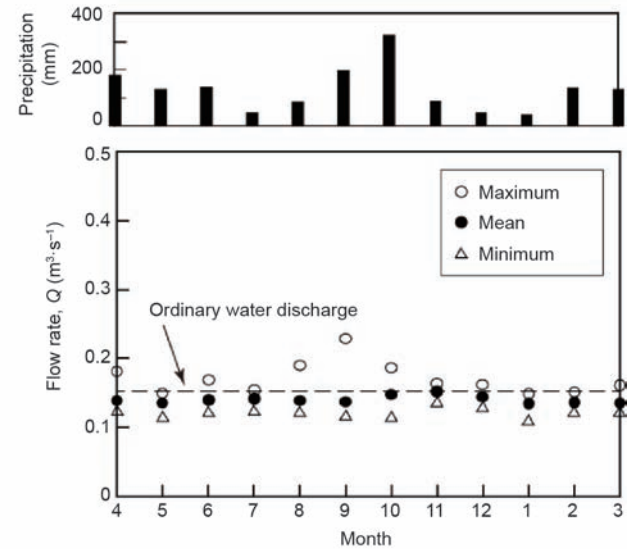 Precipitation
(mm)
400
200
0
Flow rate, Q (m³·s⁻¹)
0.5
0.4
0.3
0.2
0.1
0
Maximum
Mean
Minimum
Ordinary water discharge
4 5 6 7 8 9 10 11 12 1 2 3
Month